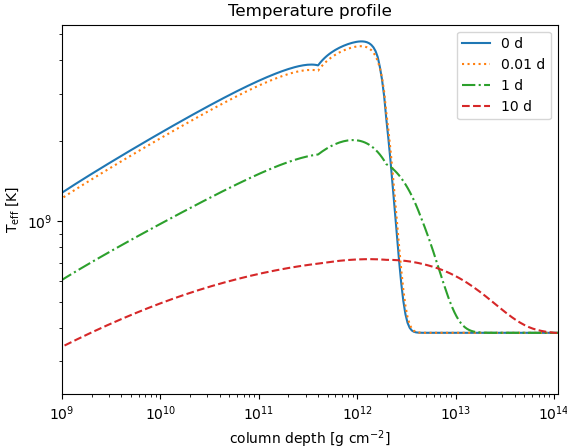 Temperature profile
0 d
0.01 d
1 d
10 d
T_eff [K]
10^9
10^9 10^10 10^11 10^12 10^13 10^14
column depth [g cm^−2]